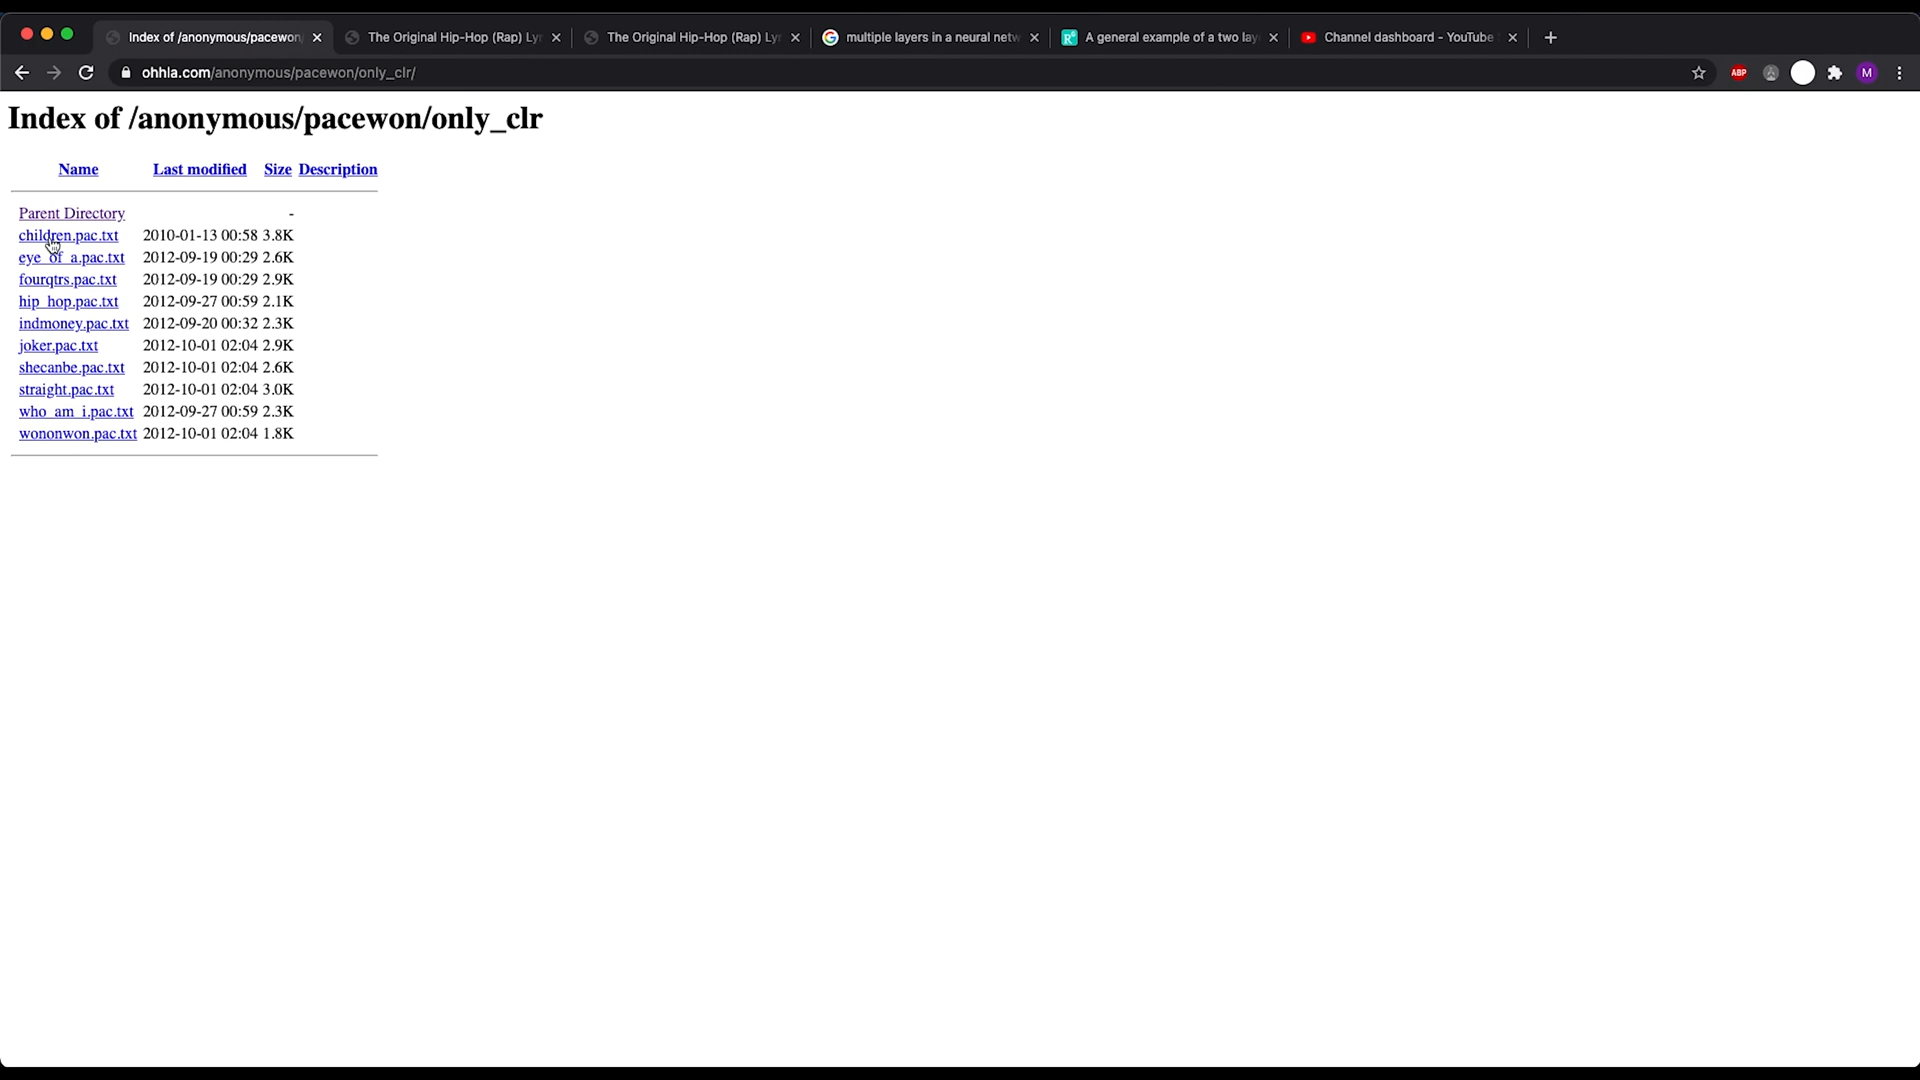 Index of /anonymous/pacewon
The Original Hip-Hop (Rap) Ly
The Original Hip-Hop (Rap) Ly
multiple layers in a neural netw
A general example of a two lay
Channel dashboard - YouTube
ohhla.com/anonymous/pacewon/only_clr/
ABP
M
Index of /anonymous/pacewon/only_clr
Name Last modified Size Description
Parent Directory -
children.pac.txt 2010-01-13 00:58 3.8K
eye_of_a.pac.txt 2012-09-19 00:29 2.6K
fourqtrs.pac.txt 2012-09-19 00:29 2.9K
hip_hop.pac.txt 2012-09-27 00:59 2.1K
indmoney.pac.txt 2012-09-20 00:32 2.3K
joker.pac.txt 2012-10-01 02:04 2.9K
shecanbe.pac.txt 2012-10-01 02:04 2.6K
straight.pac.txt 2012-10-01 02:04 3.0K
who_am_i.pac.txt 2012-09-27 00:59 2.3K
wononwon.pac.txt 2012-10-01 02:04 1.8K